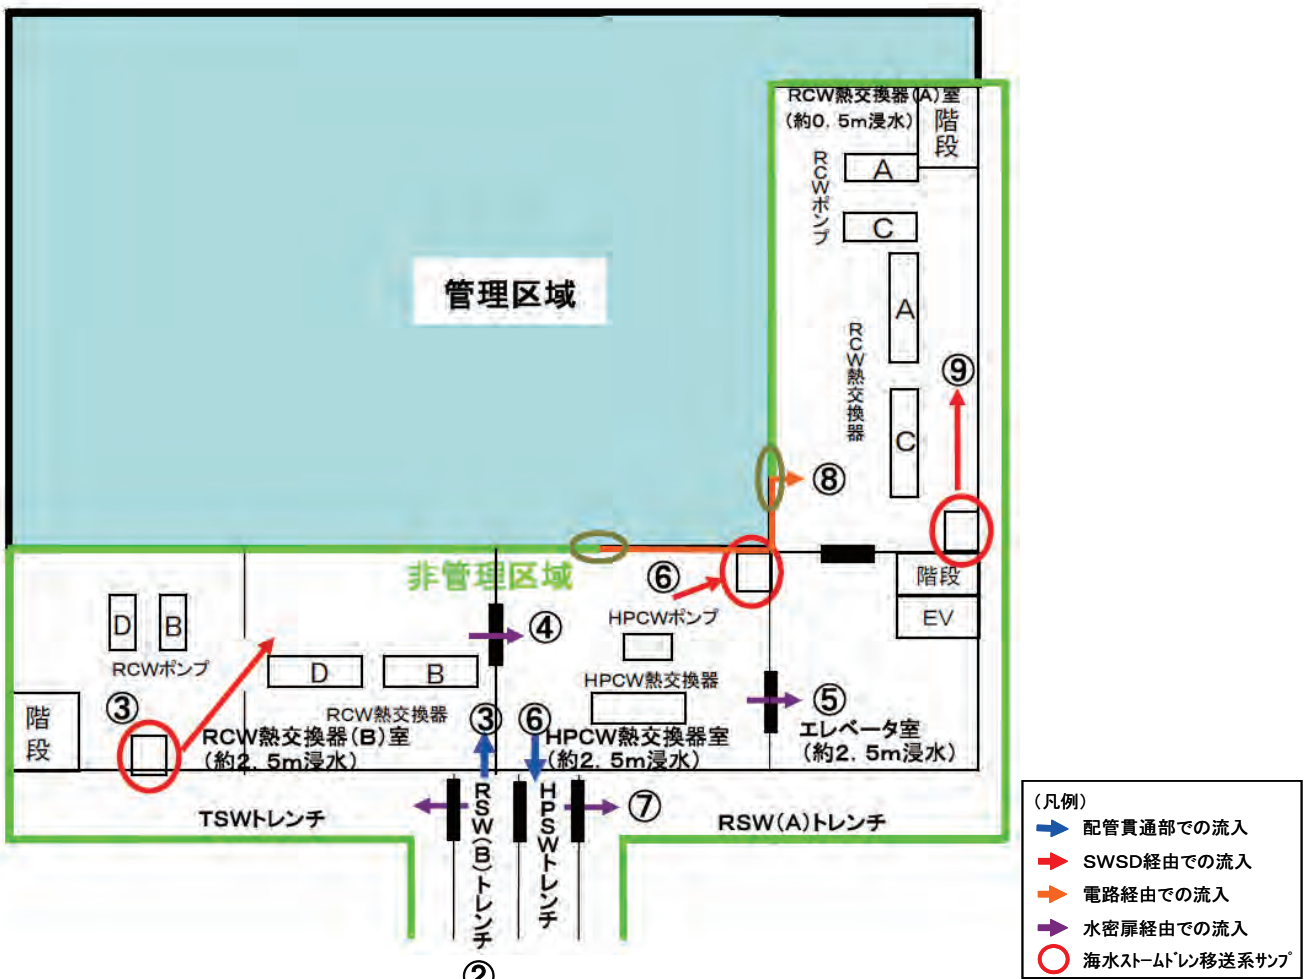 RCW熱交換器(A)室
(約0.5m浸水)
階段
RCWポンプ
A
C
管理区域
A
RCW熱交換器
C
⑨
⑧
非管理区域
⑥
階段
EV
D
B
RCWポンプ
④
HPCWポンプ
D
B
HPCW熱交換器
⑤
階段
③
RCW熱交換器
③
⑥
RCW熱交換器(B)室
(約2.5m浸水)
HPCW熱交換器室
(約2.5m浸水)
エレベータ室
(約2.5m浸水)
TSWトレンチ
RSW(B)トレンチ
HPSWトレンチ
⑦
RSW(A)トレンチ
②
(凡例)
配管貫通部での流入
SWSD経由での流入
電路経由での流入
水密扉経由での流入
海水ストームドレン移送系サンプ